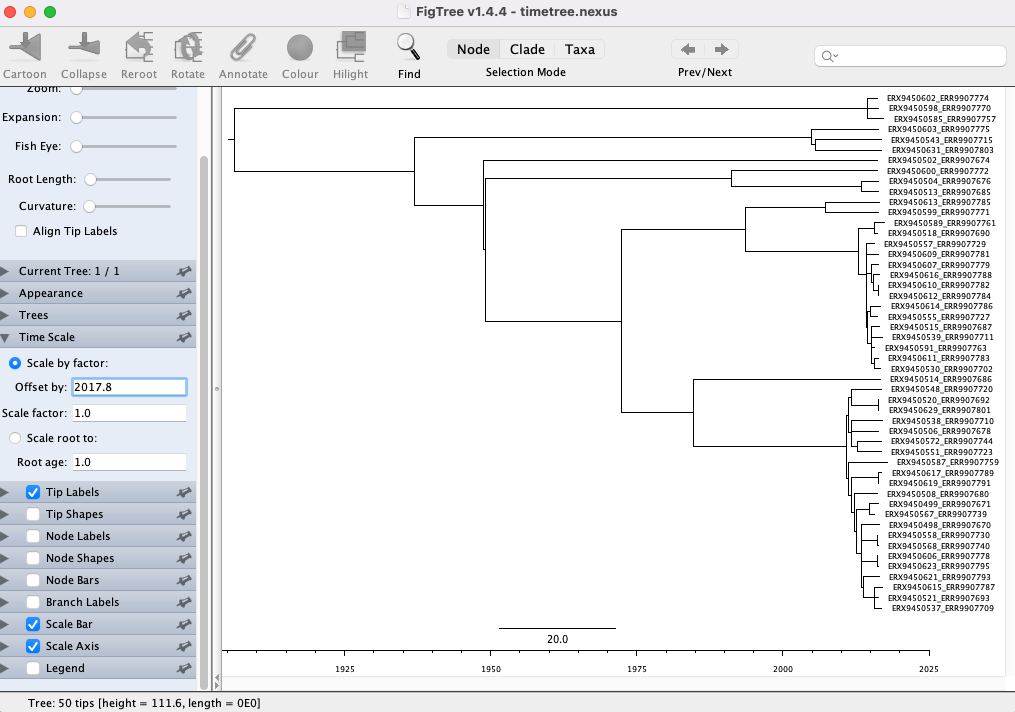 FigTree v1.4.4 - timetree.nexus
Cartoon Collapse Reroot Rotate Annotate Colour Hilight Find
Node Clade Taxa
Selection Mode
Prev/Next
Zoom:
Expansion:
Fish Eye:
Root Length:
Curvature:
Align Tip Labels
Current Tree: 1 / 1
Appearance
Trees
Time Scale
Scale by factor:
Offset by: 2017.8
Scale factor: 1.0
Scale root to:
Root age: 1.0
Tip Labels
Tip Shapes
Node Labels
Node Shapes
Node Bars
Branch Labels
Scale Bar
Scale Axis
Legend
ERX9450602_ERR9907774
ERX9450598_ERR9907770
ERX9450585_ERR9907757
ERX9450603_ERR9907775
ERX9450543_ERR9907715
ERX9450631_ERR9907803
ERX9450502_ERR9907674
ERX9450600_ERR9907772
ERX9450504_ERR9907676
ERX9450513_ERR9907685
ERX9450613_ERR9907785
ERX9450599_ERR9907771
ERX9450589_ERR9907761
ERX9450518_ERR9907690
ERX9450557_ERR9907729
ERX9450609_ERR9907781
ERX9450607_ERR9907779
ERX9450616_ERR9907788
ERX9450610_ERR9907782
ERX9450612_ERR9907784
ERX9450614_ERR9907786
ERX9450555_ERR9907727
ERX9450515_ERR9907687
ERX9450539_ERR9907711
ERX9450591_ERR9907763
ERX9450611_ERR9907783
ERX9450530_ERR9907702
ERX9450514_ERR9907686
ERX9450548_ERR9907720
ERX9450520_ERR9907692
ERX9450629_ERR9907801
ERX9450538_ERR9907710
ERX9450506_ERR9907678
ERX9450572_ERR9907744
ERX9450551_ERR9907723
ERX9450587_ERR9907759
ERX9450617_ERR9907789
ERX9450619_ERR9907791
ERX9450508_ERR9907680
ERX9450499_ERR9907671
ERX9450567_ERR9907739
ERX9450498_ERR9907670
ERX9450558_ERR9907730
ERX9450568_ERR9907740
ERX9450606_ERR9907778
ERX9450623_ERR9907795
ERX9450621_ERR9907793
ERX9450615_ERR9907787
ERX9450521_ERR9907693
ERX9450537_ERR9907709
20.0
1925 1950 1975 2000 2025
Tree: 50 tips [height = 111.6, length = 0E0]